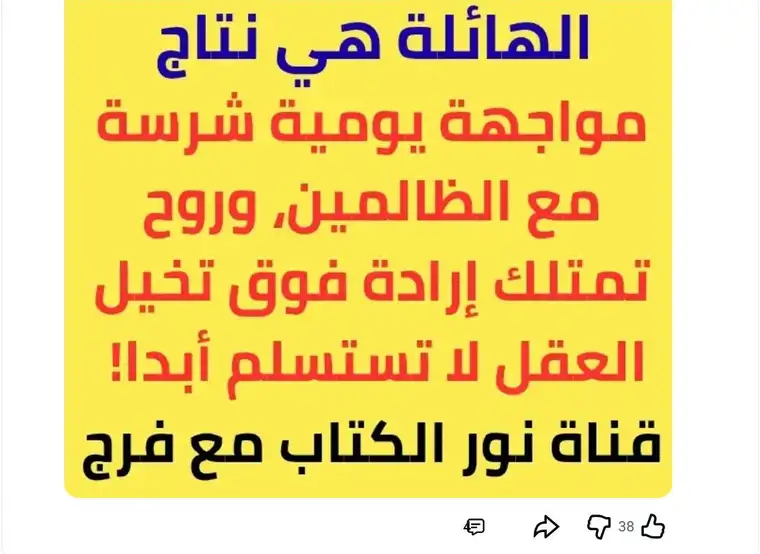 الهائلة هي نتاج
مواجهة يومية شرسة
مع الظالمين، وروح
تمتلك إرادة فوق تخيل
العقل لا تستسلم أبدا!
قناة نور الكتاب مع فرج
38
4